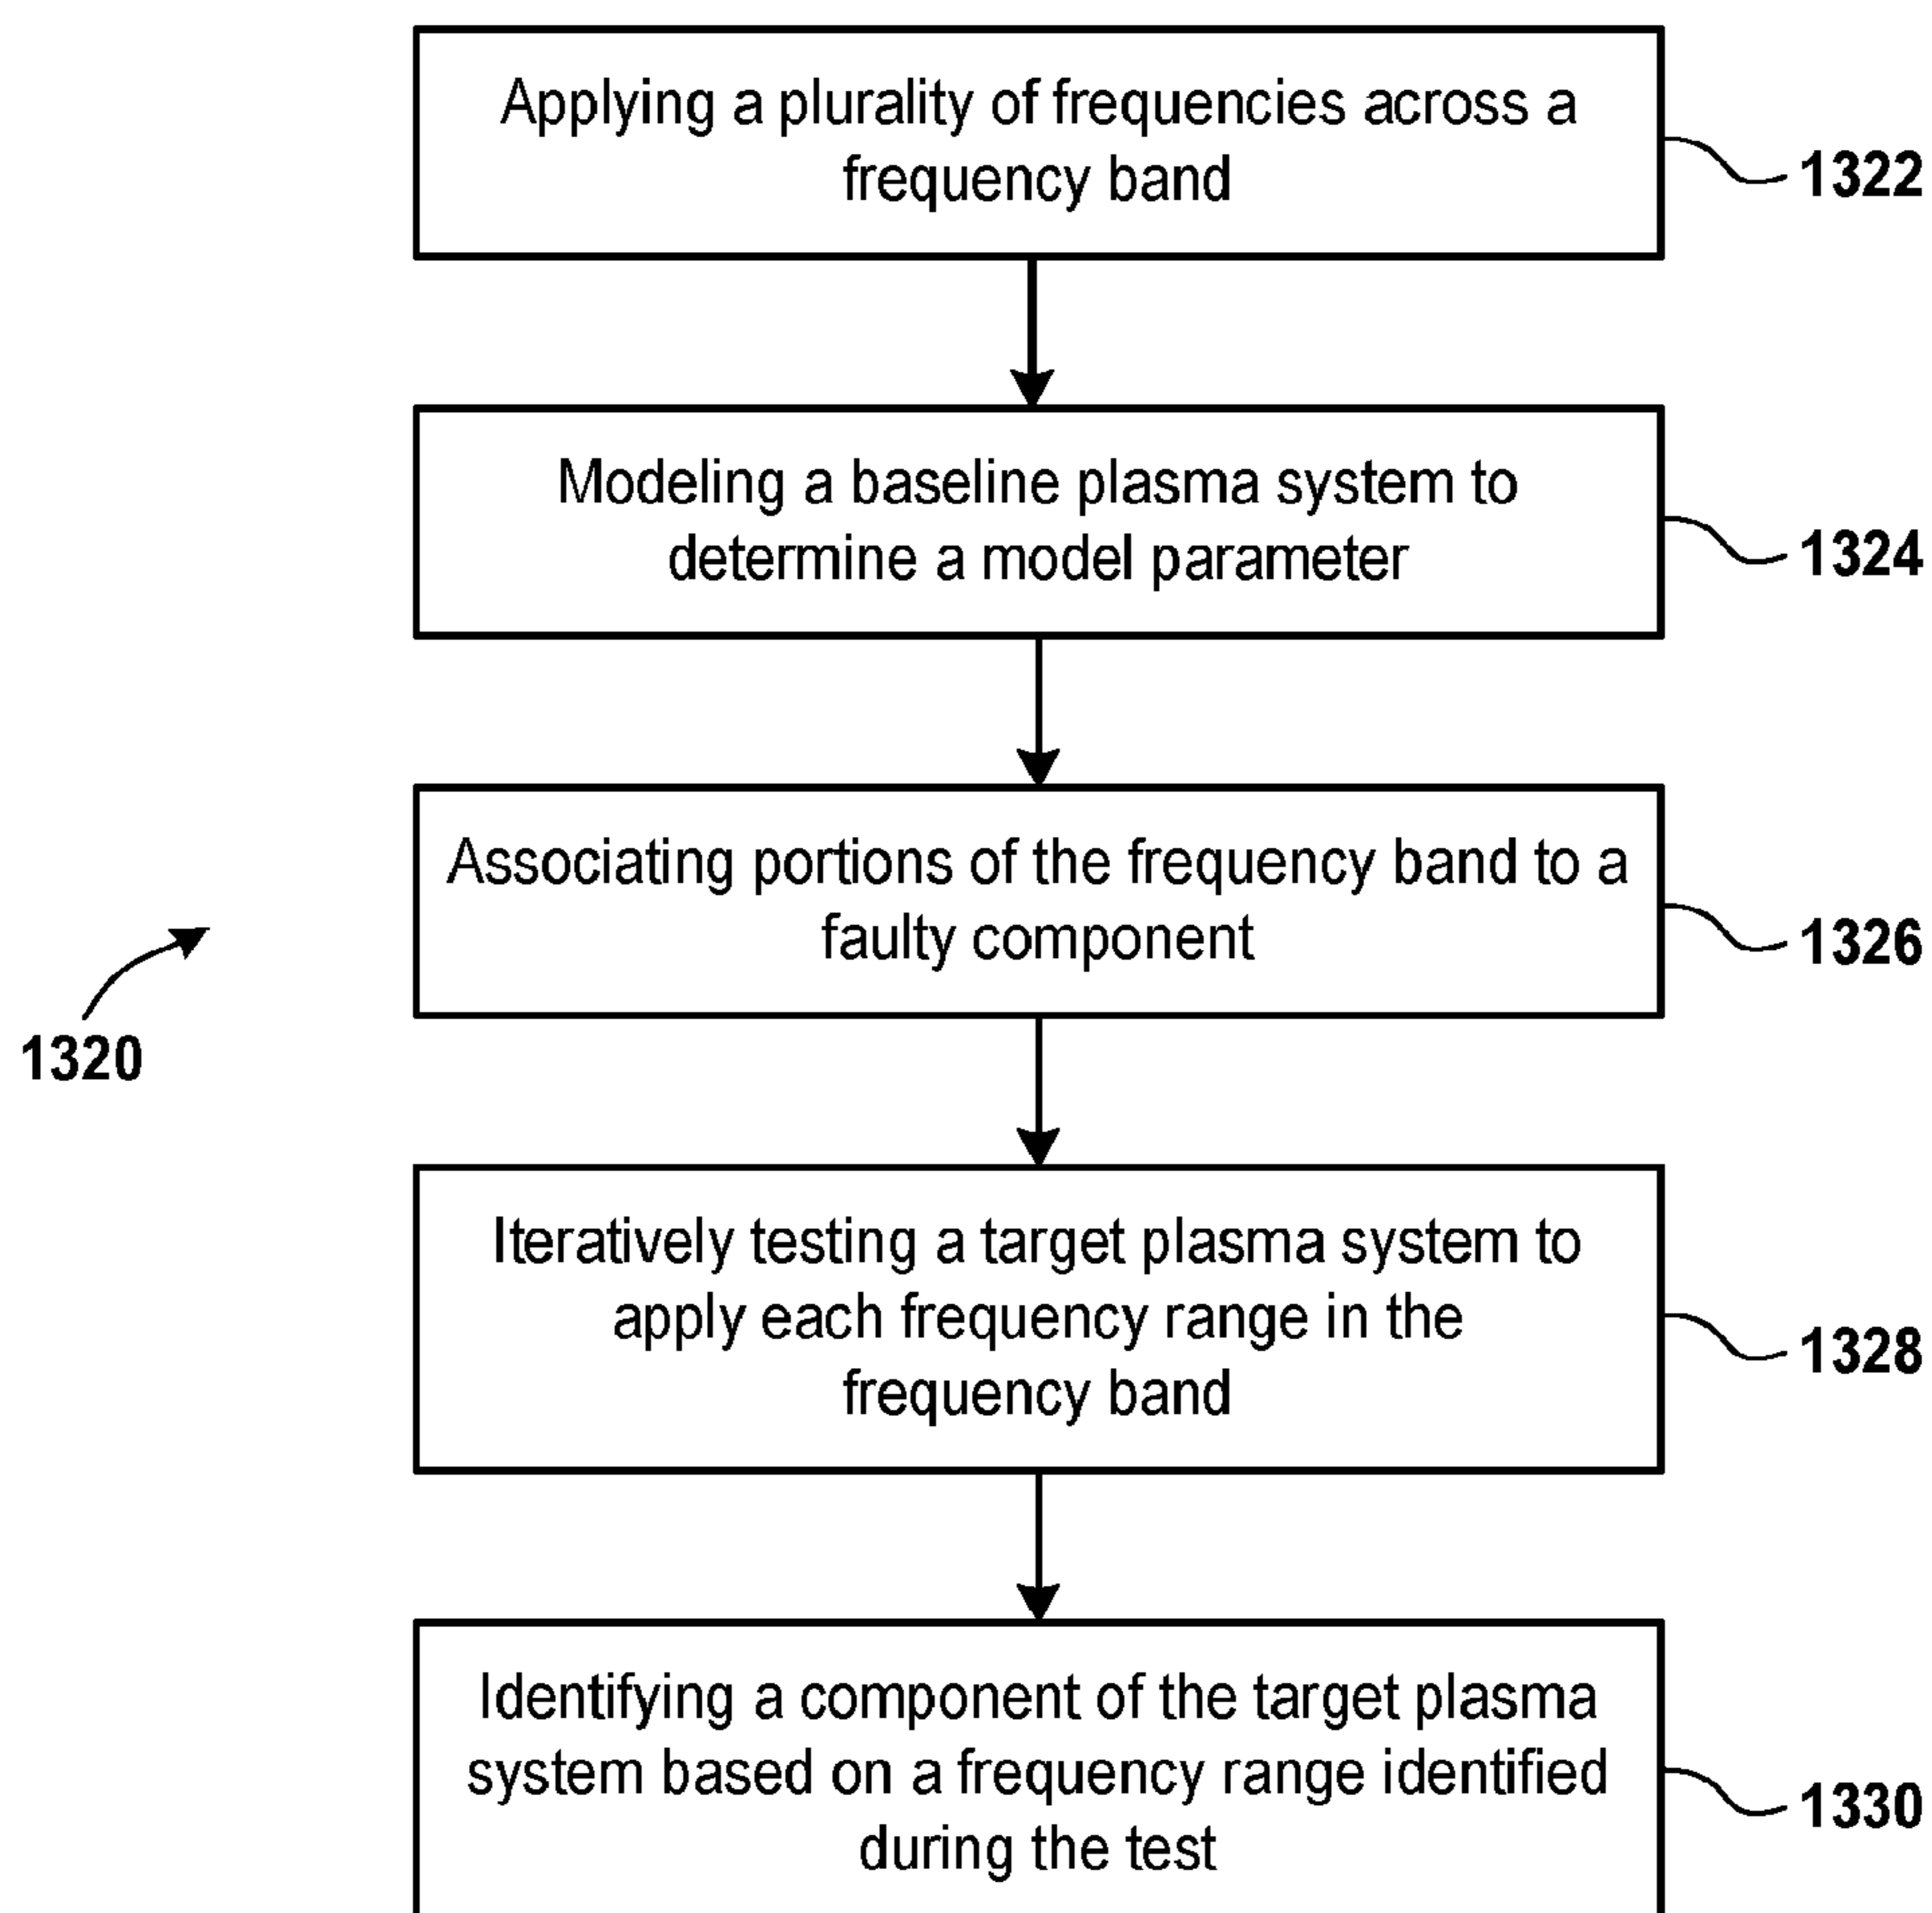 Applying a plurality of frequencies across a
frequency band
1322
Modeling a baseline plasma system to
determine a model parameter
1324
Associating portions of the frequency band to a
faulty component
1326
1320
Iteratively testing a target plasma system to
apply each frequency range in the
frequency band
1328
Identifying a component of the target plasma
system based on a frequency range identified
during the test
1330